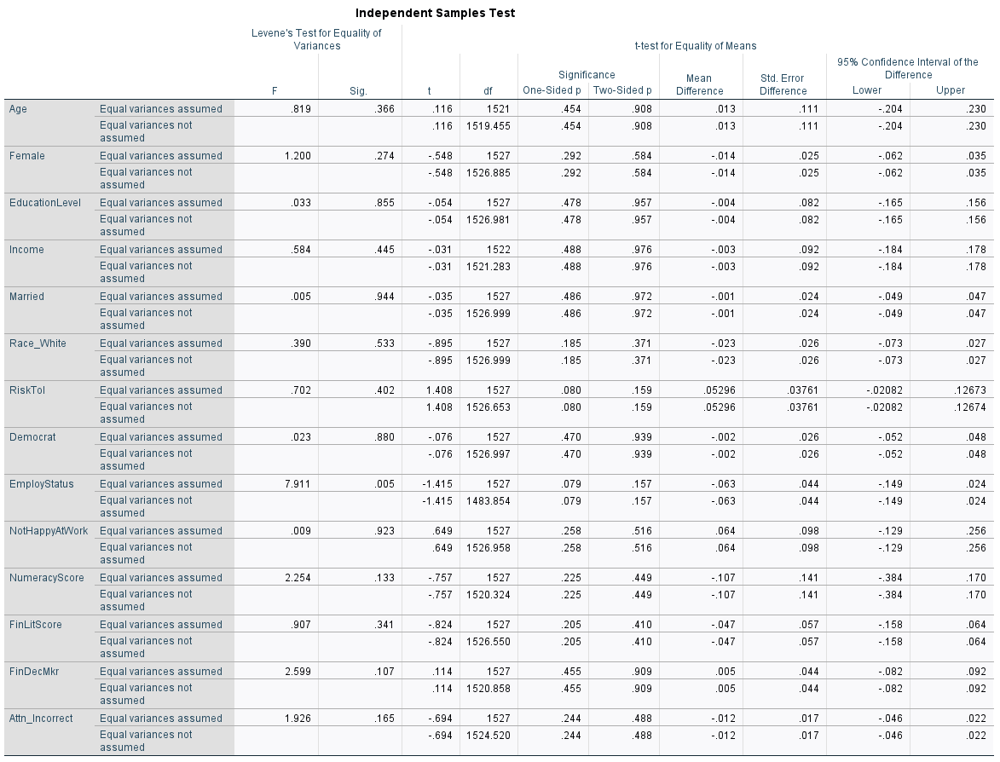 Independent Samples Test
Levene's Test for Equality of
Variances
t-test for Equality of Means
F Sig. t df
Significance
One-Sided p Two-Sided p
Mean
Difference
Std. Error
Difference
95% Confidence Interval of the
Difference
Lower Upper
Age Equal variances assumed .819 .366 .116 1521 .454 .908 .013 .111 -.204 .230
Equal variances not
assumed .116 1519.455 .454 .908 .013 .111 -.204 .230
Female Equal variances assumed 1.200 .274 -.548 1527 .292 .584 -.014 .025 -.062 .035
Equal variances not
assumed -.548 1526.885 .292 .584 -.014 .025 -.062 .035
EducationLevel Equal variances assumed .033 .855 -.054 1527 .478 .957 -.004 .082 -.165 .156
Equal variances not
assumed -.054 1526.981 .478 .957 -.004 .082 -.165 .156
Income Equal variances assumed .584 .445 -.031 1522 .488 .976 -.003 .092 -.184 .178
Equal variances not
assumed -.031 1521.283 .488 .976 -.003 .092 -.184 .178
Married Equal variances assumed .005 .944 -.035 1527 .486 .972 -.001 .024 -.049 .047
Equal variances not
assumed -.035 1526.999 .486 .972 -.001 .024 -.049 .047
Race_White Equal variances assumed .390 .533 -.895 1527 .185 .371 -.023 .026 -.073 .027
Equal variances not
assumed -.895 1526.999 .185 .371 -.023 .026 -.073 .027
RiskTol Equal variances assumed .702 .402 1.408 1527 .080 .159 .05296 .03761 -.02082 .12673
Equal variances not
assumed 1.408 1526.653 .080 .159 .05296 .03761 -.02082 .12674
Democrat Equal variances assumed .023 .880 -.076 1527 .470 .939 -.002 .026 -.052 .048
Equal variances not
assumed -.076 1526.997 .470 .939 -.002 .026 -.052 .048
EmployStatus Equal variances assumed 7.911 .005 -1.415 1527 .079 .157 -.063 .044 -.149 .024
Equal variances not
assumed -1.415 1483.854 .079 .157 -.063 .044 -.149 .024
NotHappyAtWork Equal variances assumed .009 .923 .649 1527 .258 .516 .064 .098 -.129 .256
Equal variances not
assumed .649 1526.958 .258 .516 .064 .098 -.129 .256
NumeracyScore Equal variances assumed 2.254 .133 -.757 1527 .225 .449 -.107 .141 -.384 .170
Equal variances not
assumed -.757 1520.324 .225 .449 -.107 .141 -.384 .170
FinLitScore Equal variances assumed .907 .341 -.824 1527 .205 .410 -.047 .057 -.158 .064
Equal variances not
assumed -.824 1526.550 .205 .410 -.047 .057 -.158 .064
FinDecMkr Equal variances assumed 2.599 .107 .114 1527 .455 .909 .005 .044 -.082 .092
Equal variances not
assumed .114 1520.858 .455 .909 .005 .044 -.082 .092
Attn_Incorrect Equal variances assumed 1.926 .165 -.694 1527 .244 .488 -.012 .017 -.046 .022
Equal variances not
assumed -.694 1524.520 .244 .488 -.012 .017 -.046 .022